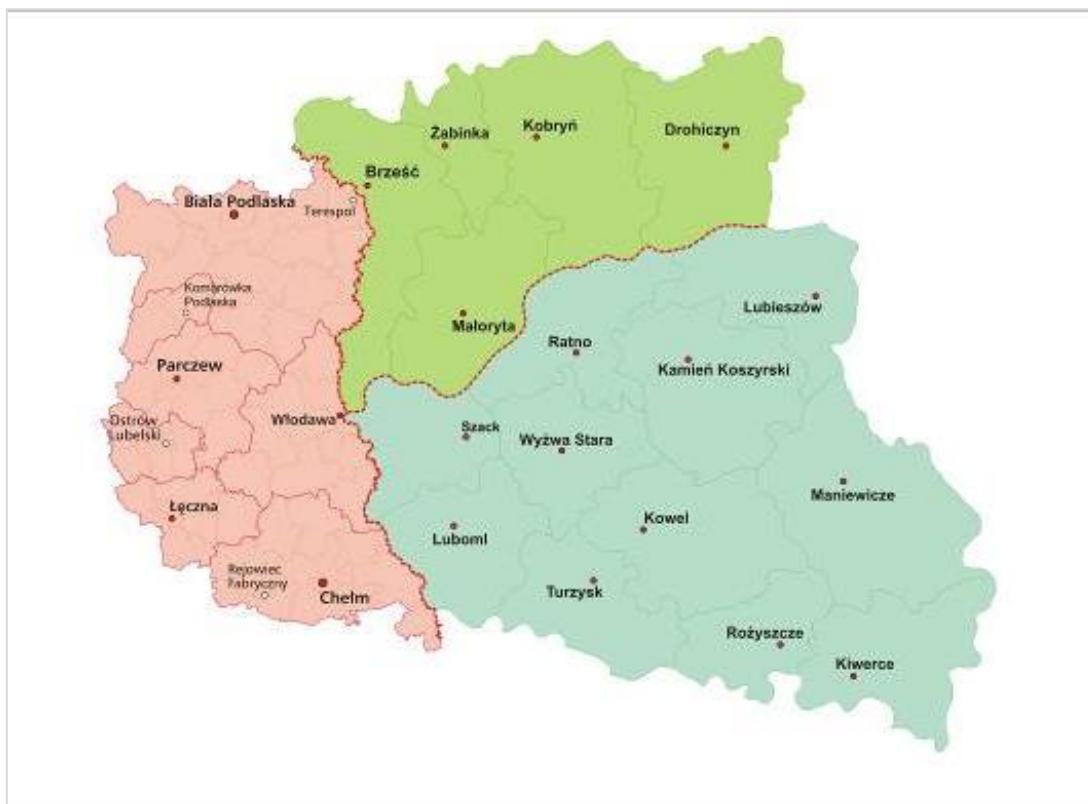 Żabinka
Kobryń
Drohiczyn
Brześć
Biała Podlaska
Terespol
Komarówka
Podlaska
Małoryta
Lubieszów
Ratno
Kamień Koszyrski
Parczew
Włodawa
Ostrów
Lubelski
Szack
Wyżwa Stara
Maniewicze
Łęczna
Luboml
Kowel
Rejowiec
Fabryczny
Chełm
Turzysk
Rożyszcze
Kiwerce